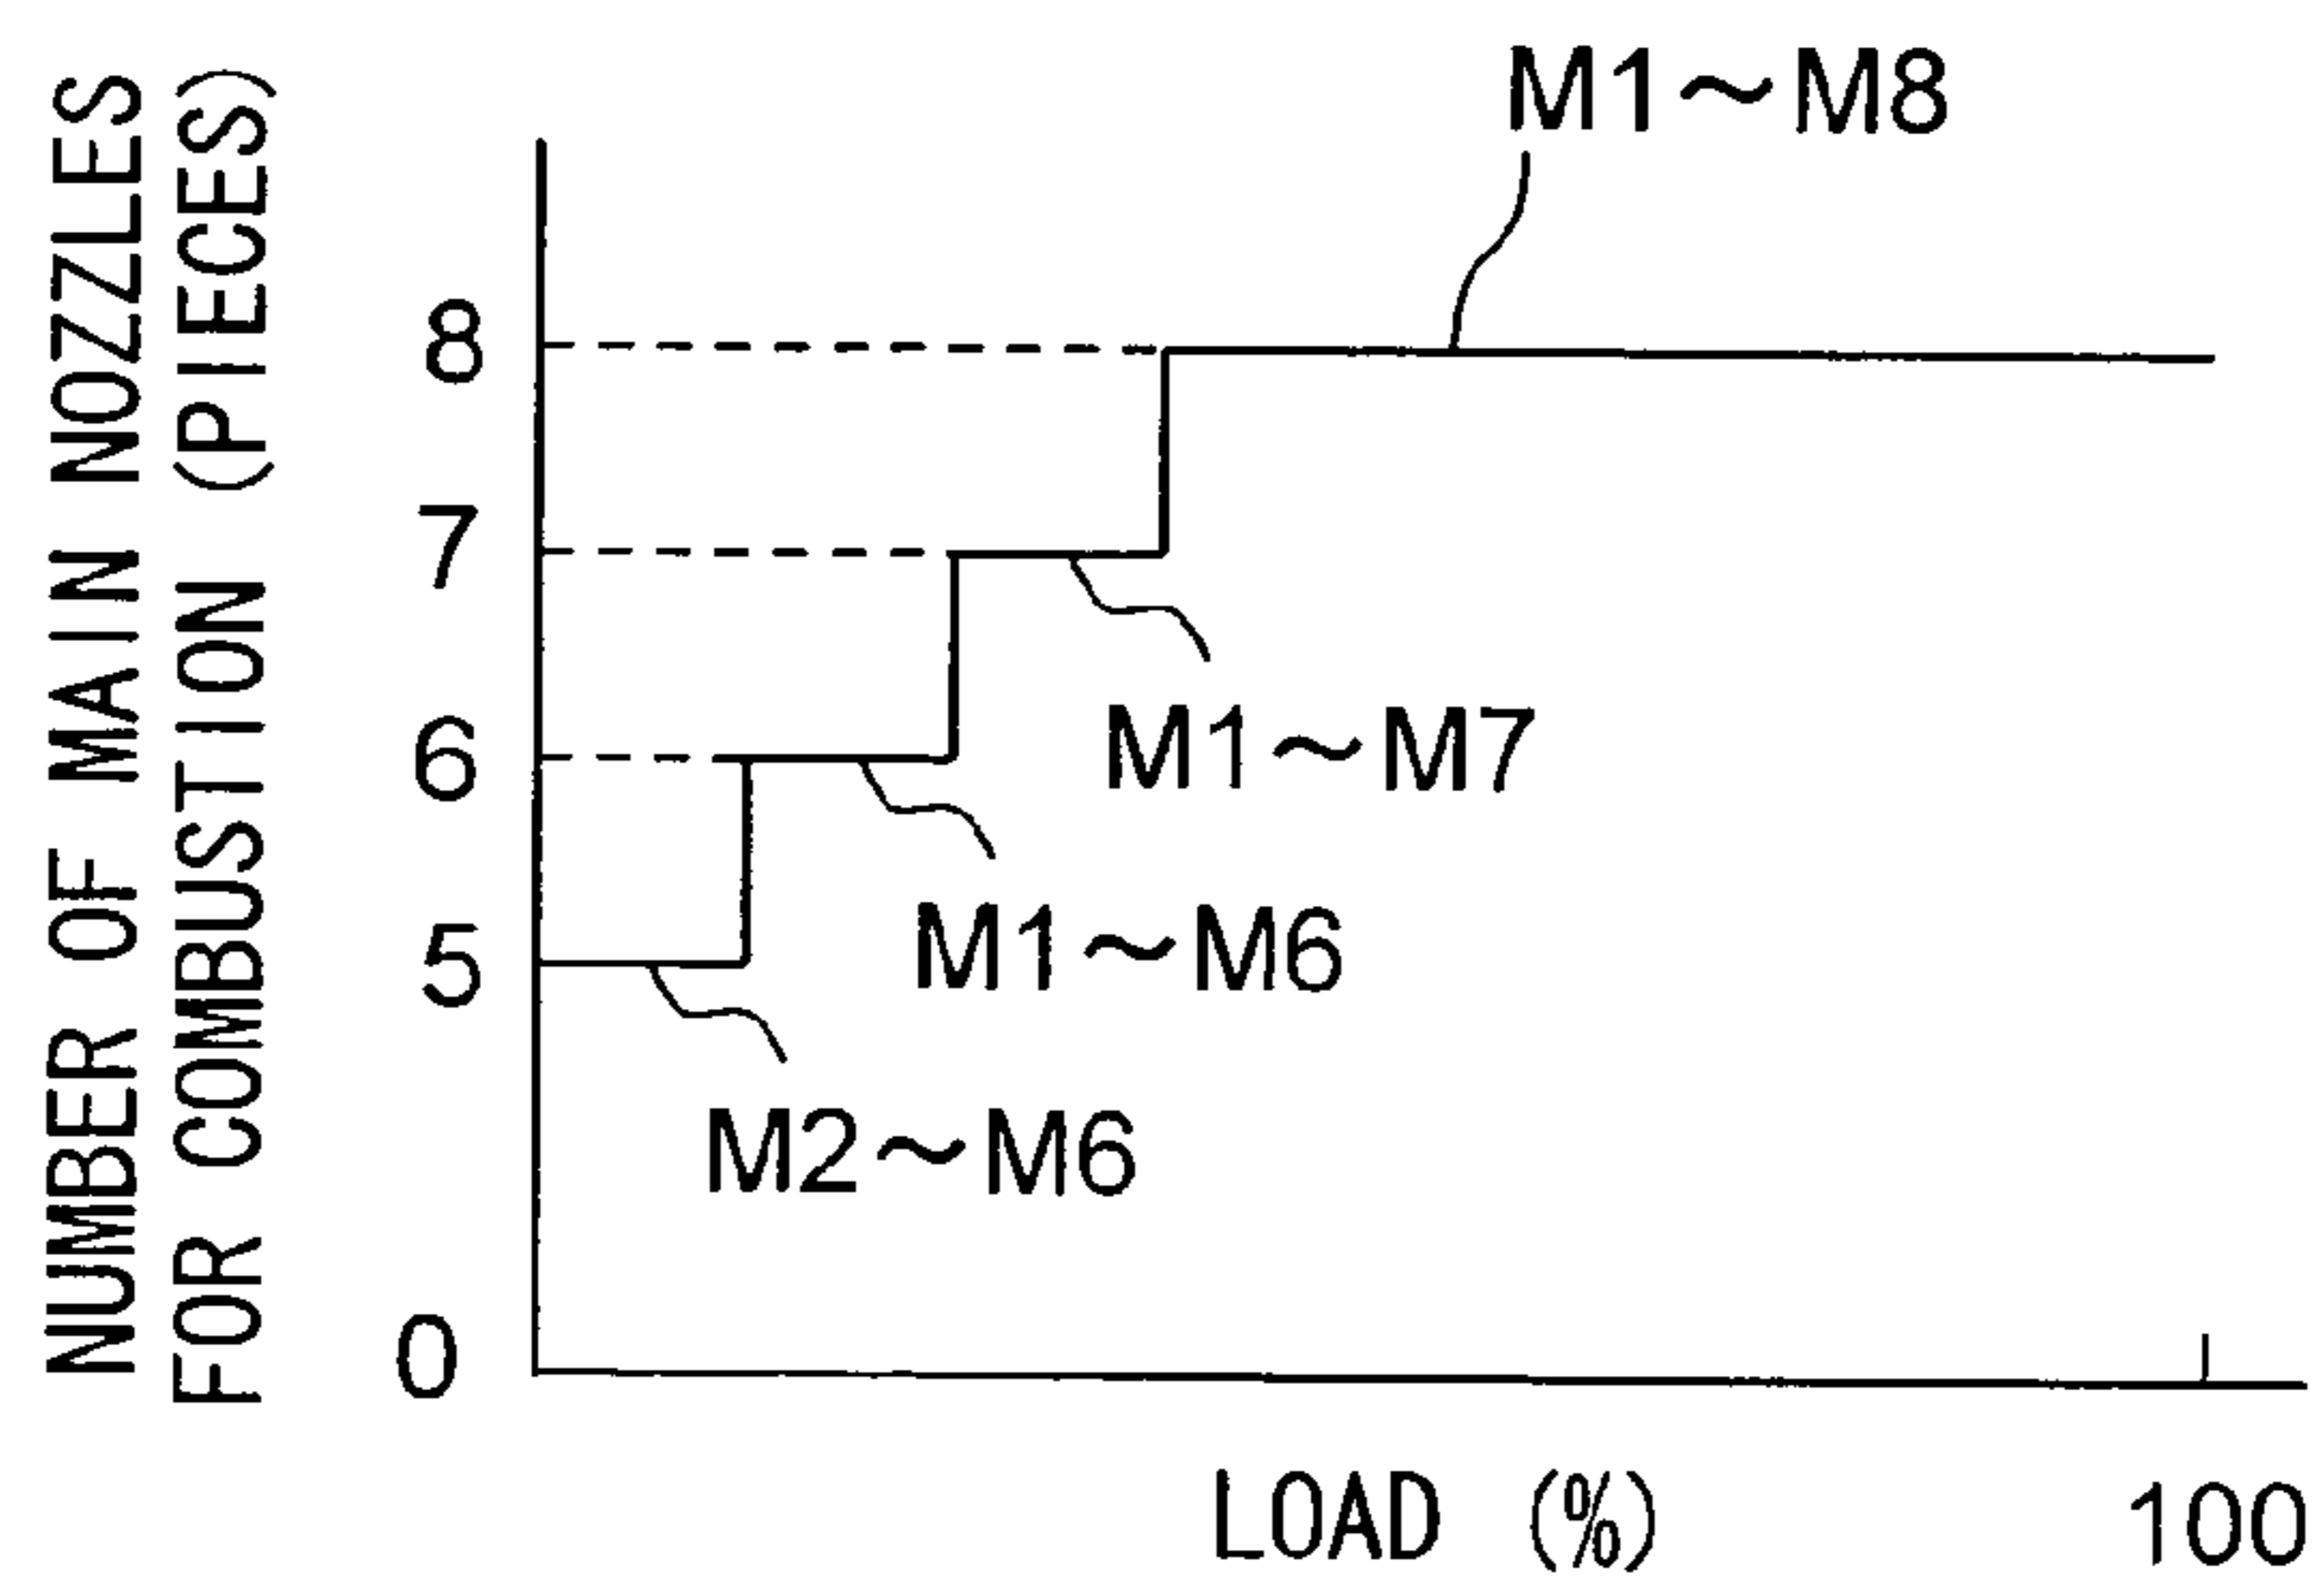 NUMBER OF MAIN NOZZLES
FOR COMBUSTION (PIECES)
M1~M8
8
7
M1~M7
6
M1~M6
5
M2~M6
0
LOAD (%)
100